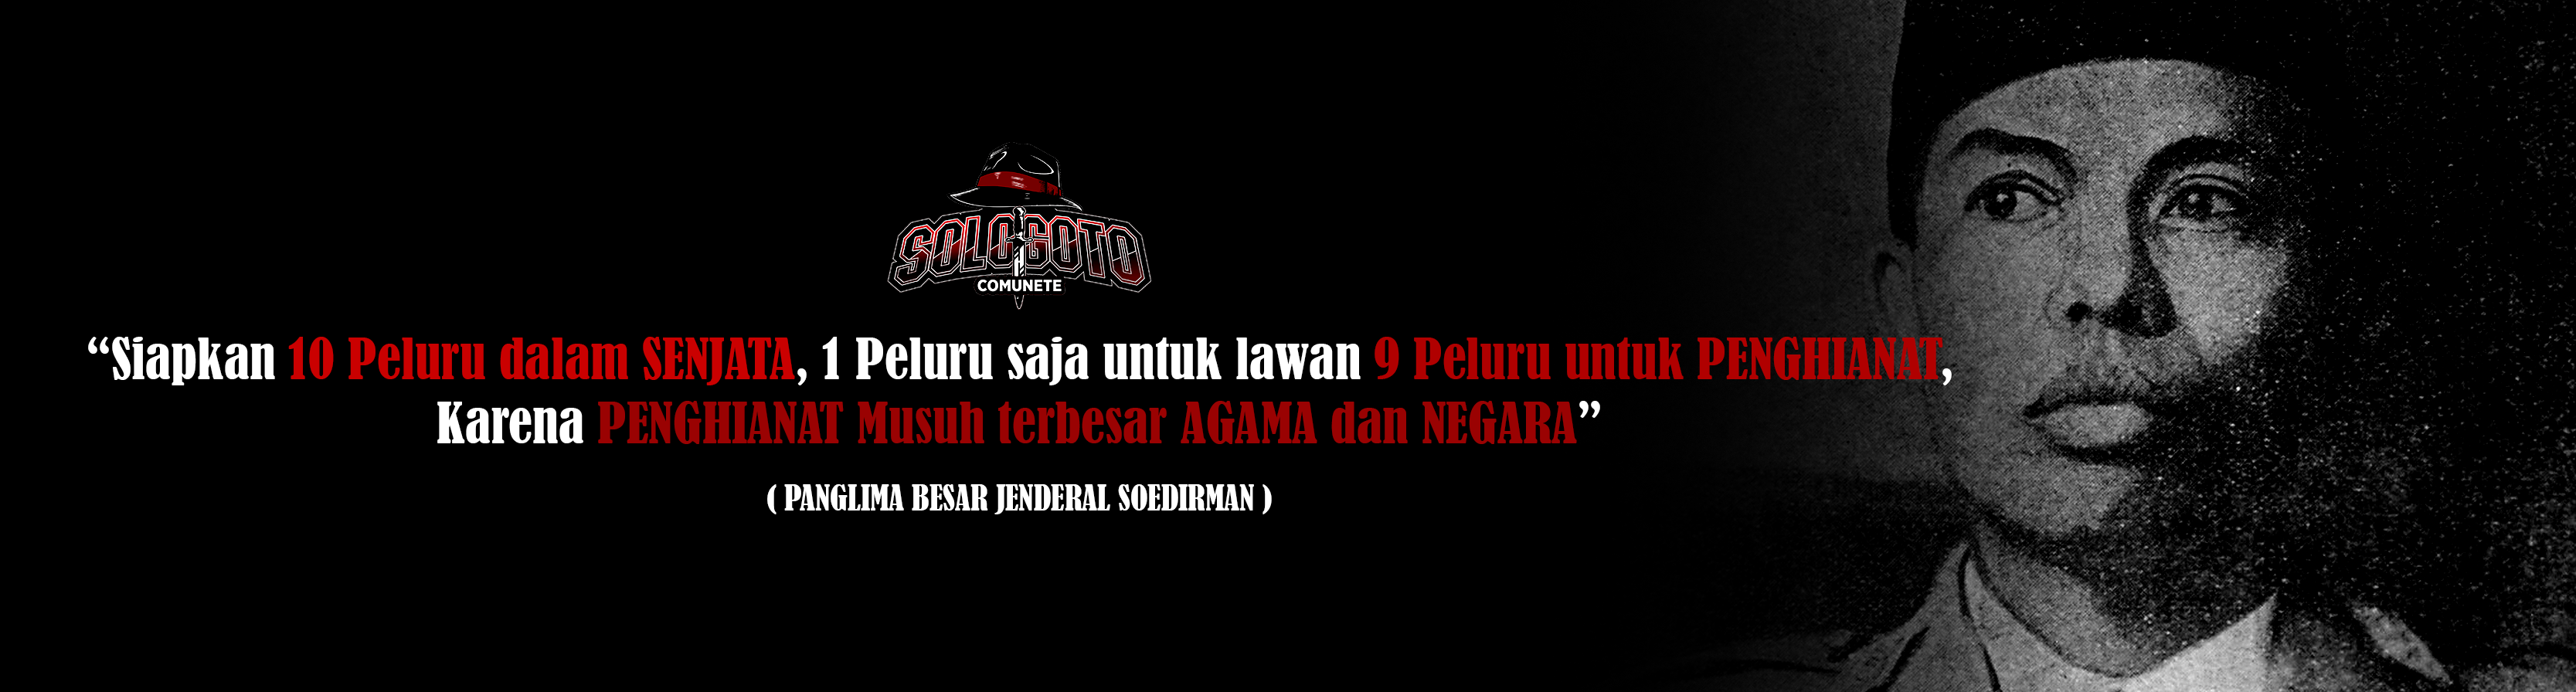 SOLOGOTO
COMUNETE
“Siapkan 10 Peluru dalam SENJATA, 1 Peluru saja untuk lawan 9 Peluru untuk PENGHIANAT,
Karena PENGHIANAT Musuh terbesar AGAMA dan NEGARA”
( PANGLIMA BESAR JENDERAL SOEDIRMAN )